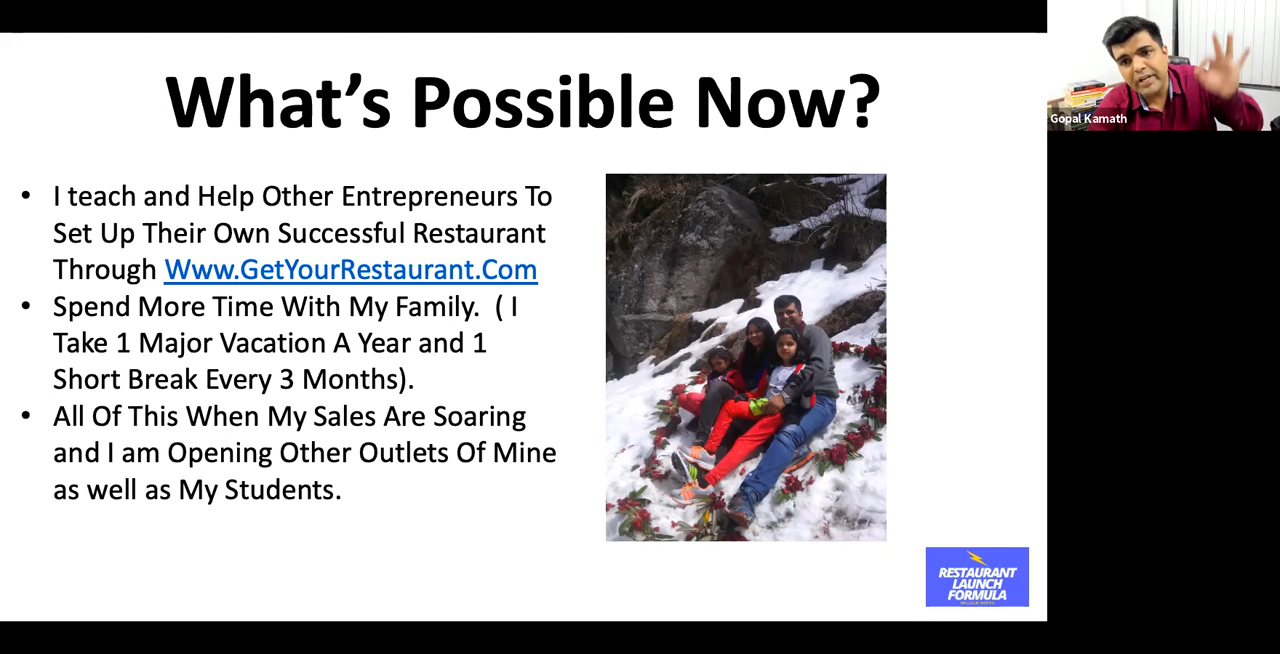 What's Possible Now?
• I teach and Help Other Entrepreneurs To
Set Up Their Own Successful Restaurant
Through Www.GetYourRestaurant.Com
• Spend More Time With My Family.  ( I
Take 1 Major Vacation A Year and 1
Short Break Every 3 Months).
• All Of This When My Sales Are Soaring
and I am Opening Other Outlets Of Mine
as well as My Students.
Gopal Kamath
RESTAURANT
LAUNCH
FORMULA